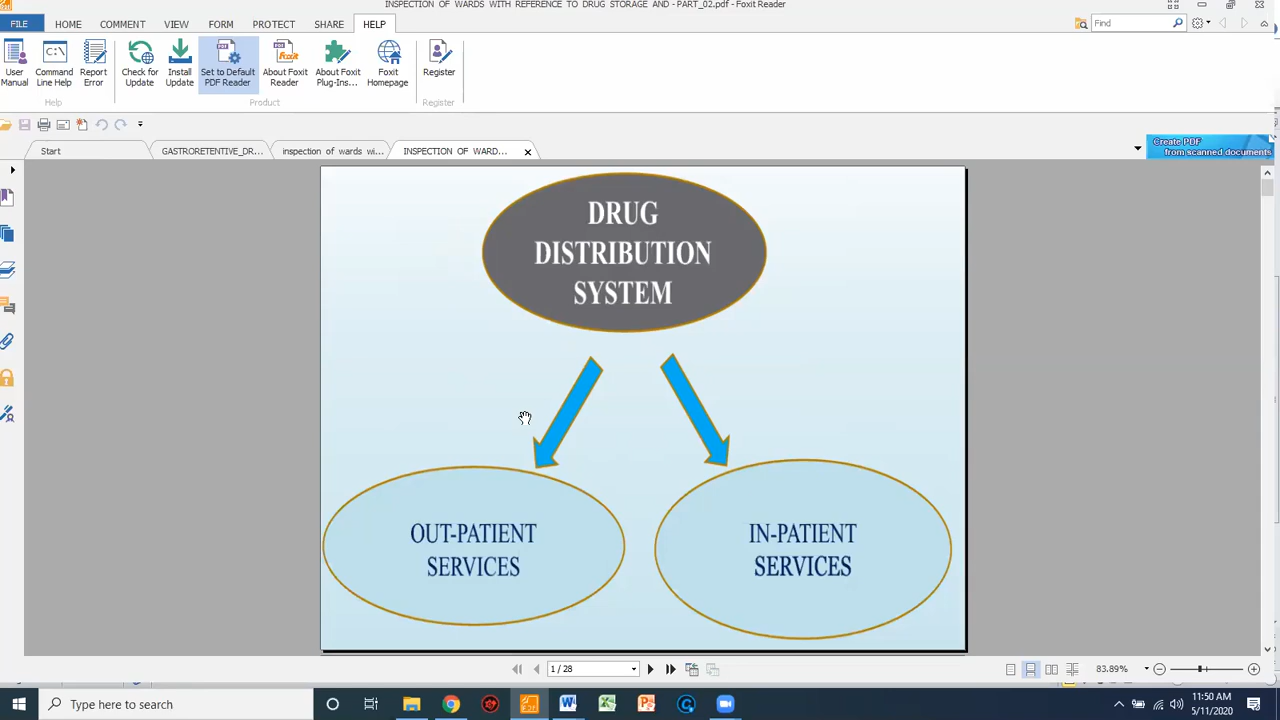 INSPECTION OF WARDS WITH REFERENCE TO DRUG STORAGE AND - PART_02.pdf - Foxit Reader
FILE HOME COMMENT VIEW FORM PROTECT SHARE HELP Find
User Manual
Command Line Help
Report Error
Check for Update
Install Update
Set to Default PDF Reader
About Foxit Reader
About Foxit Plug-Ins...
Foxit Homepage
Register
Help Product Register
Start GASTRORETENTIVE_DR... inspection of wards wi... INSPECTION OF WARD...
Create PDF
from scanned documents
DRUG
DISTRIBUTION
SYSTEM
OUT-PATIENT
SERVICES
IN-PATIENT
SERVICES
1 / 28
83.89%
Type here to search
11:50 AM
5/11/2020